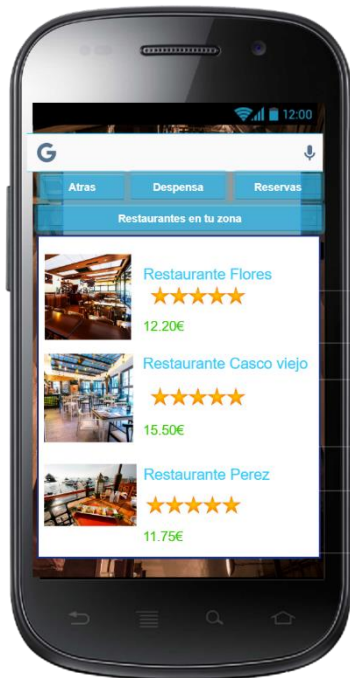 12:00
G
Atras Despensa Reservas
Restaurantes en tu zona
Restaurante Flores
12.20€
Restaurante Casco viejo
15.50€
Restaurante Perez
11.75€